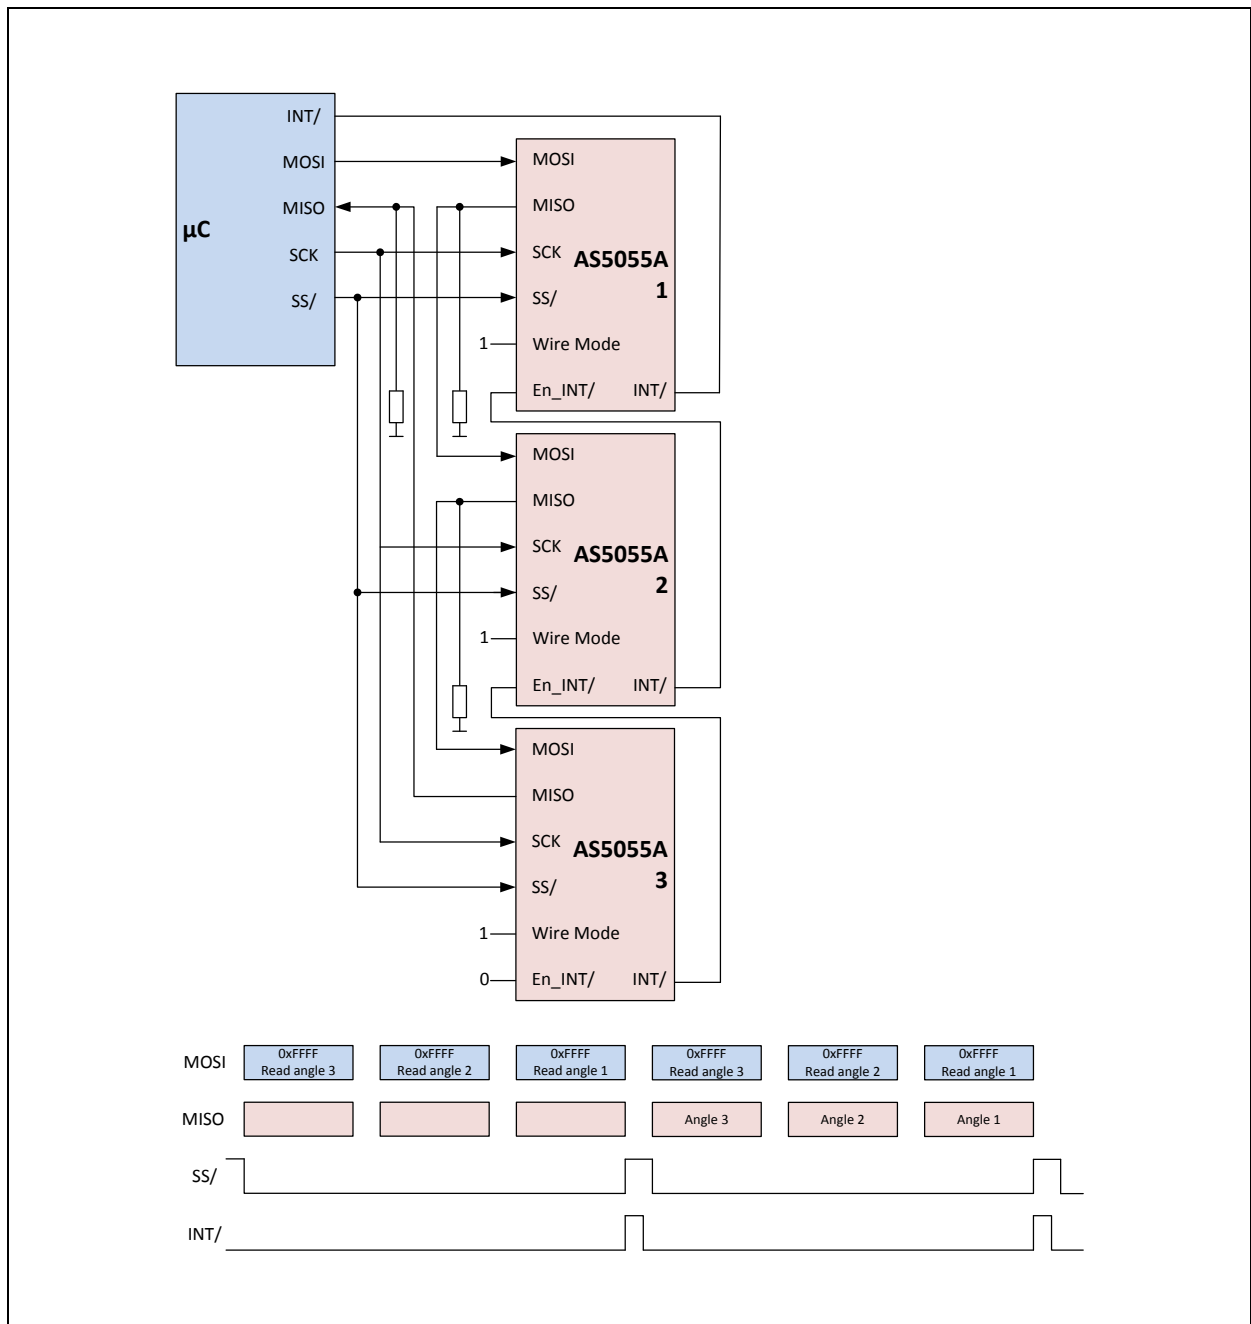 INT/
MOSI
MISO
µC
SCK
SS/
MOSI
MISO
SCK
AS5055A
1
SS/
1
Wire Mode
En_INT/ INT/
MOSI
MISO
SCK
AS5055A
2
SS/
1
Wire Mode
En_INT/ INT/
MOSI
MISO
SCK
AS5055A
3
SS/
1
Wire Mode
0
En_INT/ INT/
MOSI
0xFFFF
Read angle 3
0xFFFF
Read angle 2
0xFFFF
Read angle 1
0xFFFF
Read angle 3
0xFFFF
Read angle 2
0xFFFF
Read angle 1
MISO
Angle 3
Angle 2
Angle 1
SS/
INT/